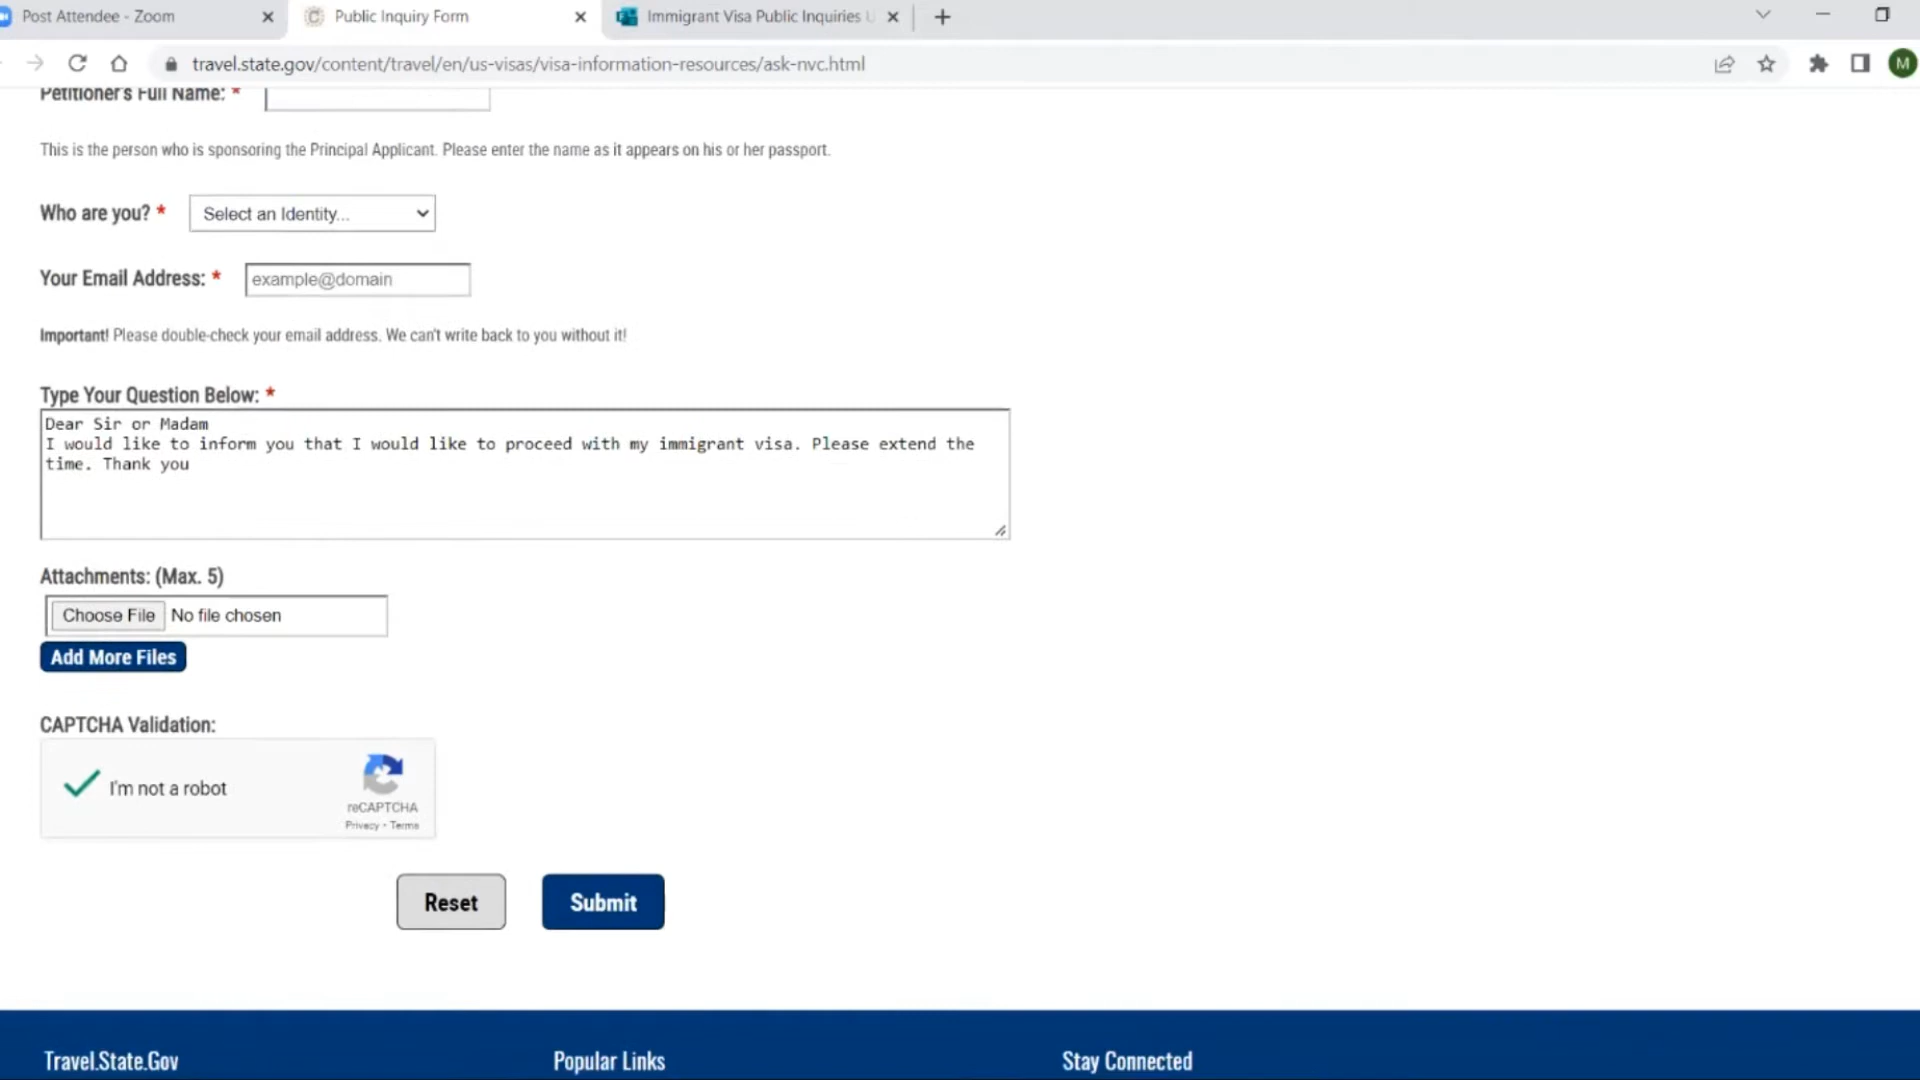 Post Attendee - Zoom
Public Inquiry Form
Immigrant Visa Public Inquiries U
travel.state.gov/content/travel/en/us-visas/visa-information-resources/ask-nvc.html
M
Petitioner's Full Name: *
This is the person who is sponsoring the Principal Applicant. Please enter the name as it appears on his or her passport.
Who are you? * Select an Identity...
Your Email Address: * example@domain
Important! Please double-check your email address. We can't write back to you without it!
Type Your Question Below: *
Dear Sir or Madam
I would like to inform you that I would like to proceed with my immigrant visa. Please extend the
time. Thank you
Attachments: (Max. 5)
Choose File No file chosen
Add More Files
CAPTCHA Validation:
I'm not a robot
reCAPTCHA
Privacy - Terms
Reset
Submit
Travel.State.Gov
Popular Links
Stay Connected